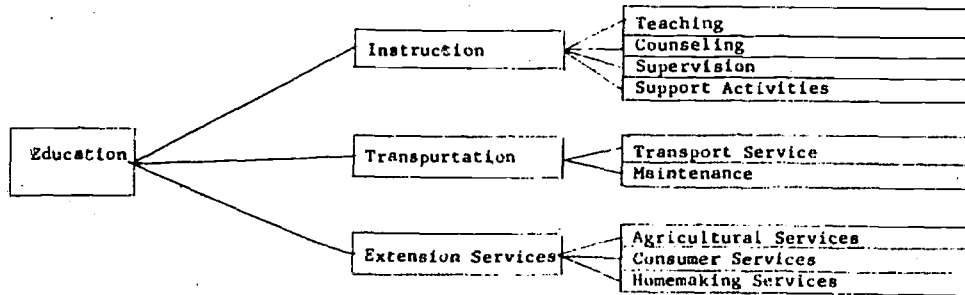 Education
Instruction
Teaching
Counseling
Supervision
Support Activities
Transpurtation
Transport Service
Maintenance
Extension Services
Agricultural Services
Consumer Services
Homemaking Services